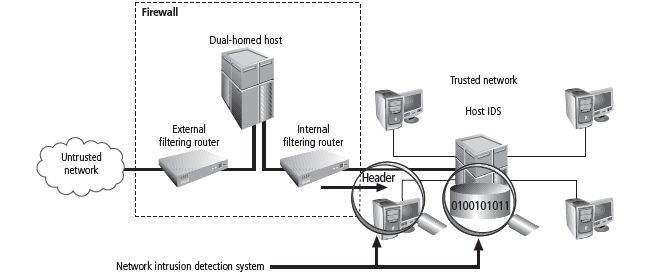 Firewall
Dual-homed host
Trusted network
Host IDS
External
filtering router
Internal
filtering router
Untrusted
network
Header
0100101011
Network intrusion detection system